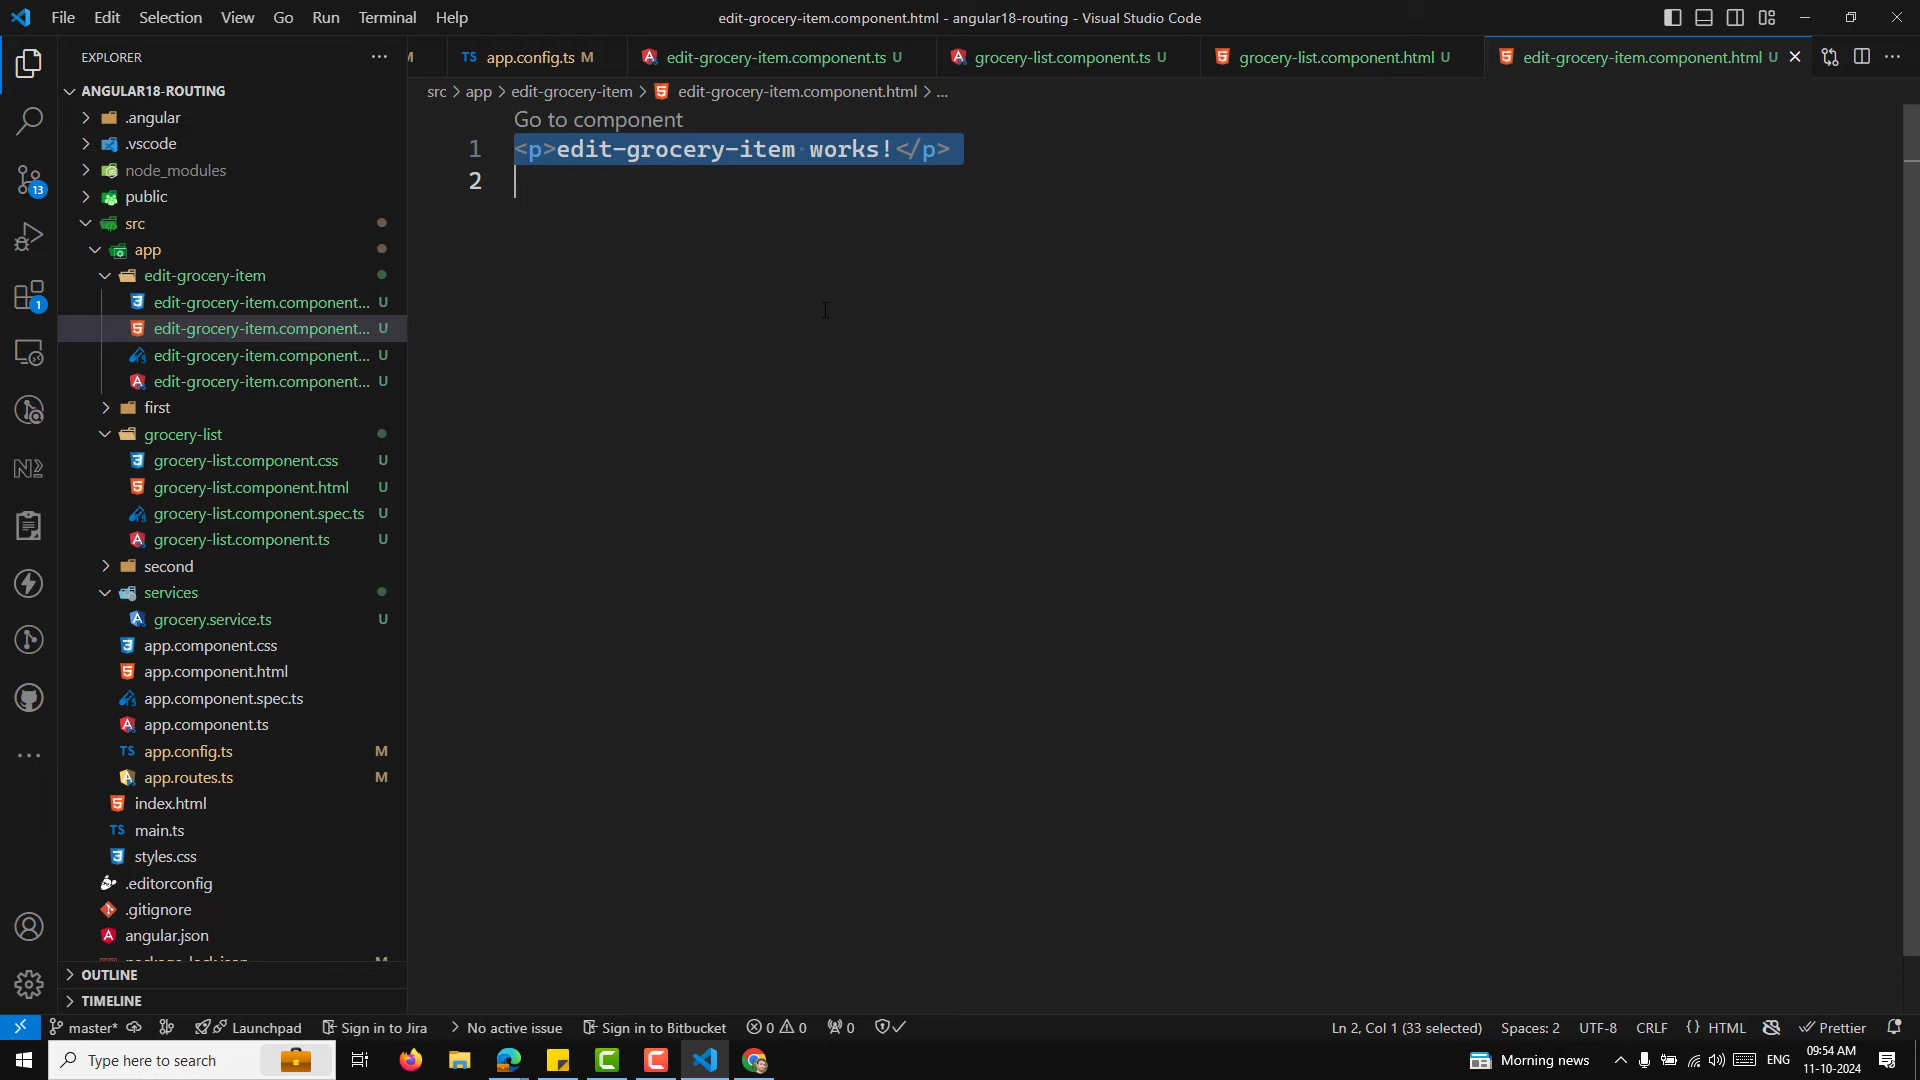 File Edit Selection View Go Run Terminal Help
edit-grocery-item.component.html - angular18-routing - Visual Studio Code
EXPLORER
M
TS app.config.ts M
edit-grocery-item.component.ts U
grocery-list.component.ts U
grocery-list.component.html U
edit-grocery-item.component.html U
src > app > edit-grocery-item > edit-grocery-item.component.html > ...
Go to component
1 <p>edit-grocery-item works!</p>
2
ANGULAR18-ROUTING
.angular
.vscode
node_modules
public
src
app
edit-grocery-item
edit-grocery-item.component... U
edit-grocery-item.component... U
edit-grocery-item.component... U
edit-grocery-item.component... U
first
grocery-list
grocery-list.component.css U
grocery-list.component.html U
grocery-list.component.spec.ts U
grocery-list.component.ts U
second
services
grocery.service.ts U
app.component.css
app.component.html
app.component.spec.ts
app.component.ts
TS app.config.ts M
app.routes.ts M
index.html
TS main.ts
styles.css
.editorconfig
.gitignore
angular.json
package-lock.json M
OUTLINE
TIMELINE
13
1
master* Launchpad Sign in to Jira No active issue Sign in to Bitbucket 0 0 0
Ln 2, Col 1 (33 selected) Spaces: 2 UTF-8 CRLF {} HTML Prettier
Type here to search
Morning news
ENG
09:54 AM
11-10-2024